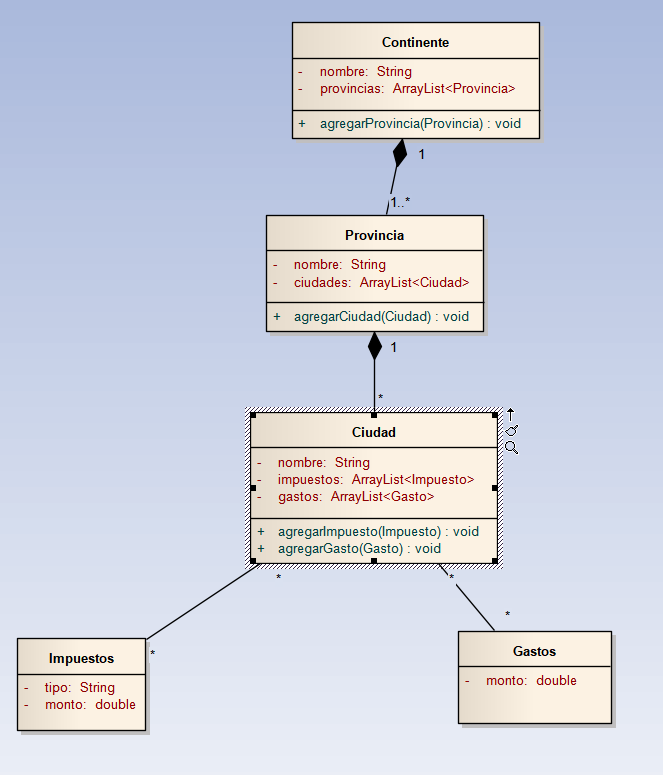 Continente
- nombre: String
- provincias: ArrayList<Provincia>
+ agregarProvincia(Provincia) : void
1
1..*
Provincia
- nombre: String
- ciudades: ArrayList<Ciudad>
+ agregarCiudad(Ciudad) : void
1
*
Ciudad
- nombre: String
- impuestos: ArrayList<Impuesto>
- gastos: ArrayList<Gasto>
+ agregarImpuesto(Impuesto) : void
+ agregarGasto(Gasto) : void
* *
* *
Impuestos
- tipo: String
- monto: double
Gastos
- monto: double